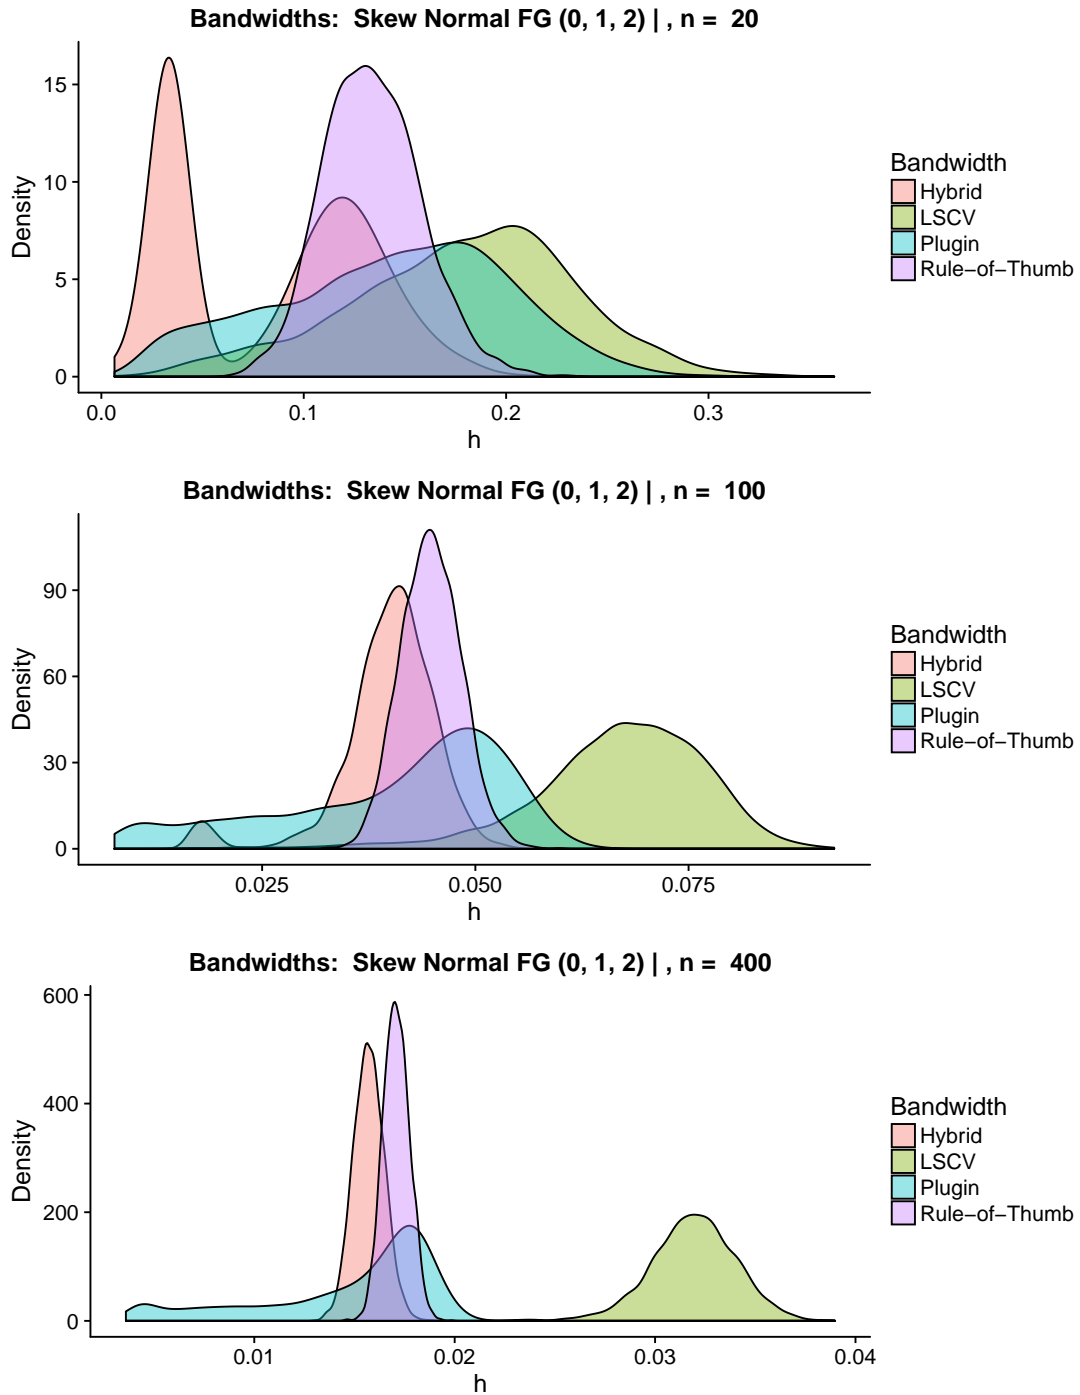 Bandwidths:  Skew Normal FG (0, 1, 2) | , n =  20
15
10
5
0
Density
0.0 0.1 0.2 0.3
h
Bandwidth
Hybrid
LSCV
Plugin
Rule−of−Thumb
Bandwidths:  Skew Normal FG (0, 1, 2) | , n =  100
90
60
30
0
Density
0.025 0.050 0.075
h
Bandwidth
Hybrid
LSCV
Plugin
Rule−of−Thumb
Bandwidths:  Skew Normal FG (0, 1, 2) | , n =  400
600
400
200
0
Density
0.01 0.02 0.03 0.04
h
Bandwidth
Hybrid
LSCV
Plugin
Rule−of−Thumb